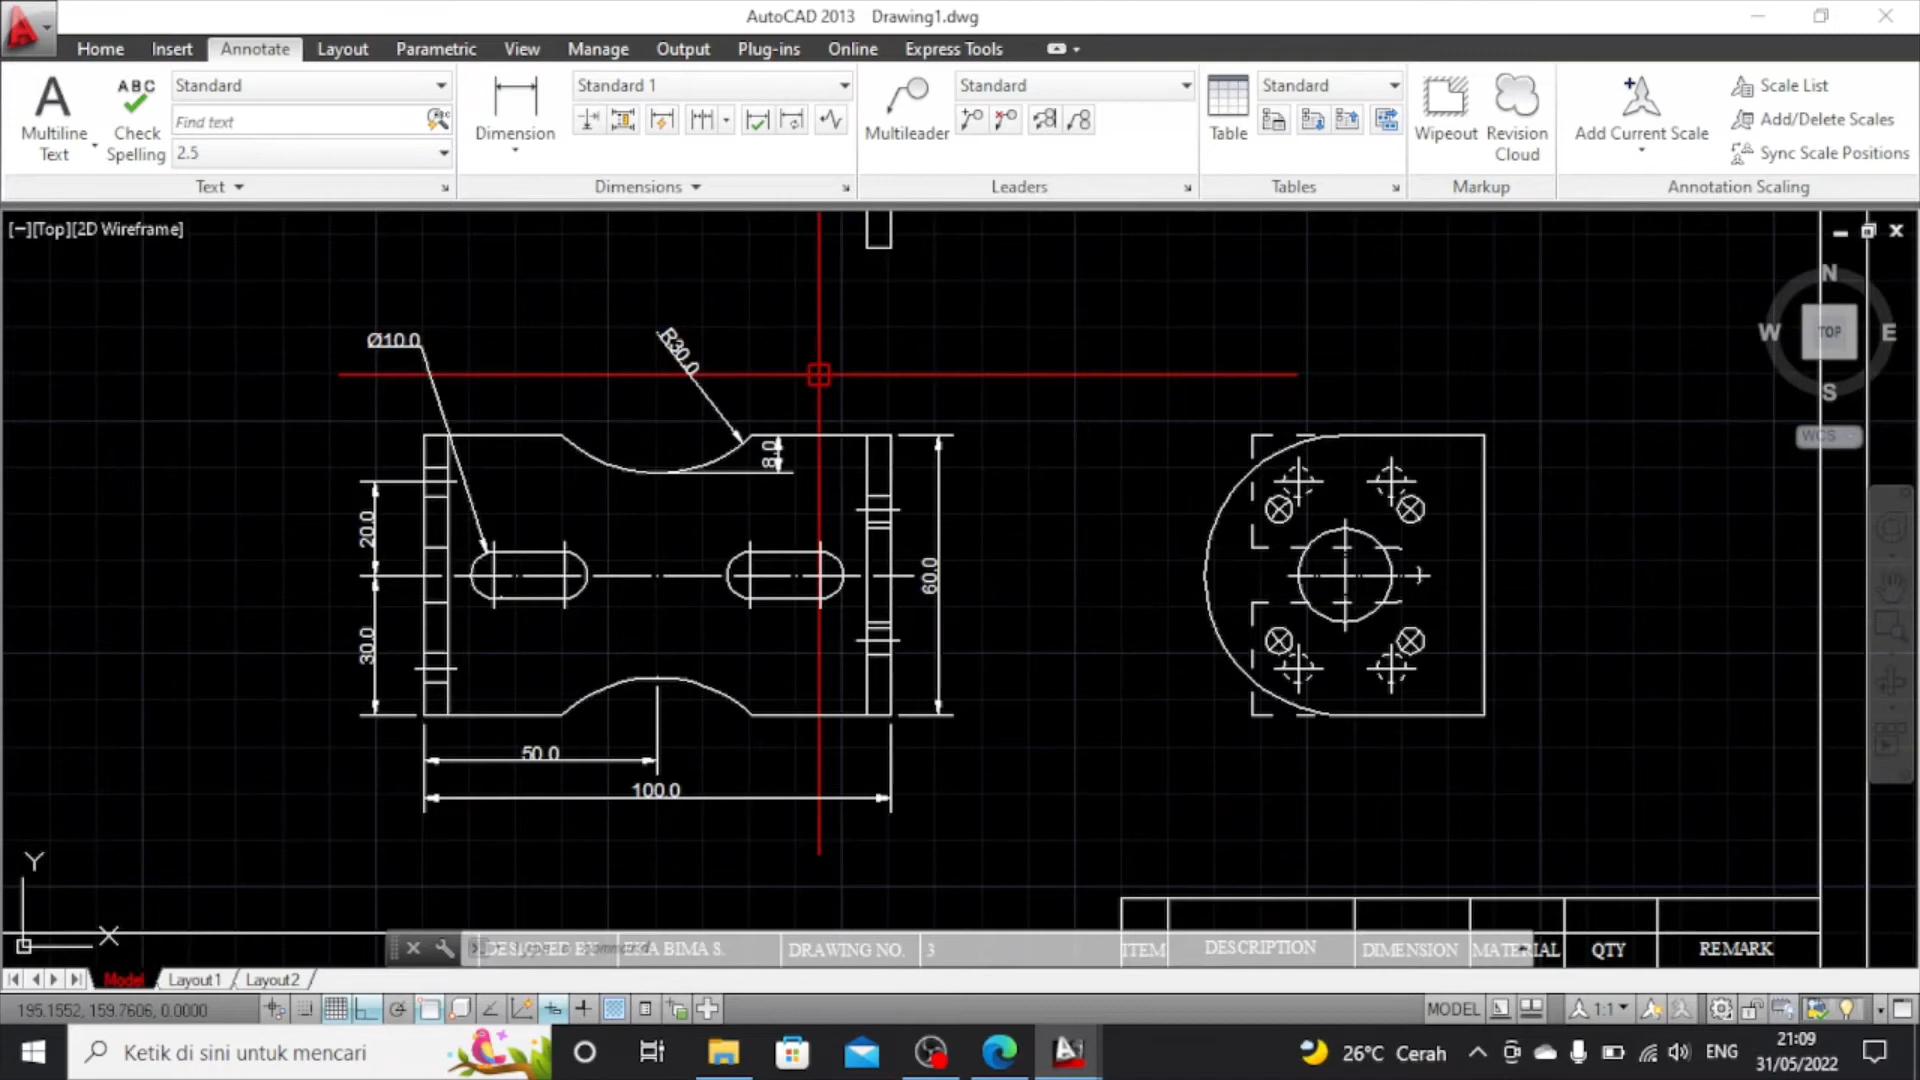 AutoCAD 2013 Drawing1.dwg
Home Insert Annotate Layout Parametric View Manage Output Plug-ins Online Express Tools
A
Multiline Text
ABC
Check Spelling
Standard
Find text
2.5
Text
Dimension
Standard 1
Dimensions
Multileader
Standard
Leaders
Table
Standard
Tables
Wipeout
Revision Cloud
Markup
Add Current Scale
Scale List
Add/Delete Scales
Sync Scale Positions
Annotation Scaling
[−][Top][2D Wireframe]
N
W TOP E
S
WCS
Ø10.0
R30.0
8.0
20.0
60.0
30.0
50.0
100.0
Y
X
DESIGNED BY EKA BIMA S. DRAWING NO. 3
ITEM DESCRIPTION DIMENSION MATERIAL QTY REMARK
Model Layout1 Layout2
195.1552, 159.7606, 0.0000
MODEL 1:1
Ketik di sini untuk mencari
26°C Cerah
ENG
21:09
31/05/2022